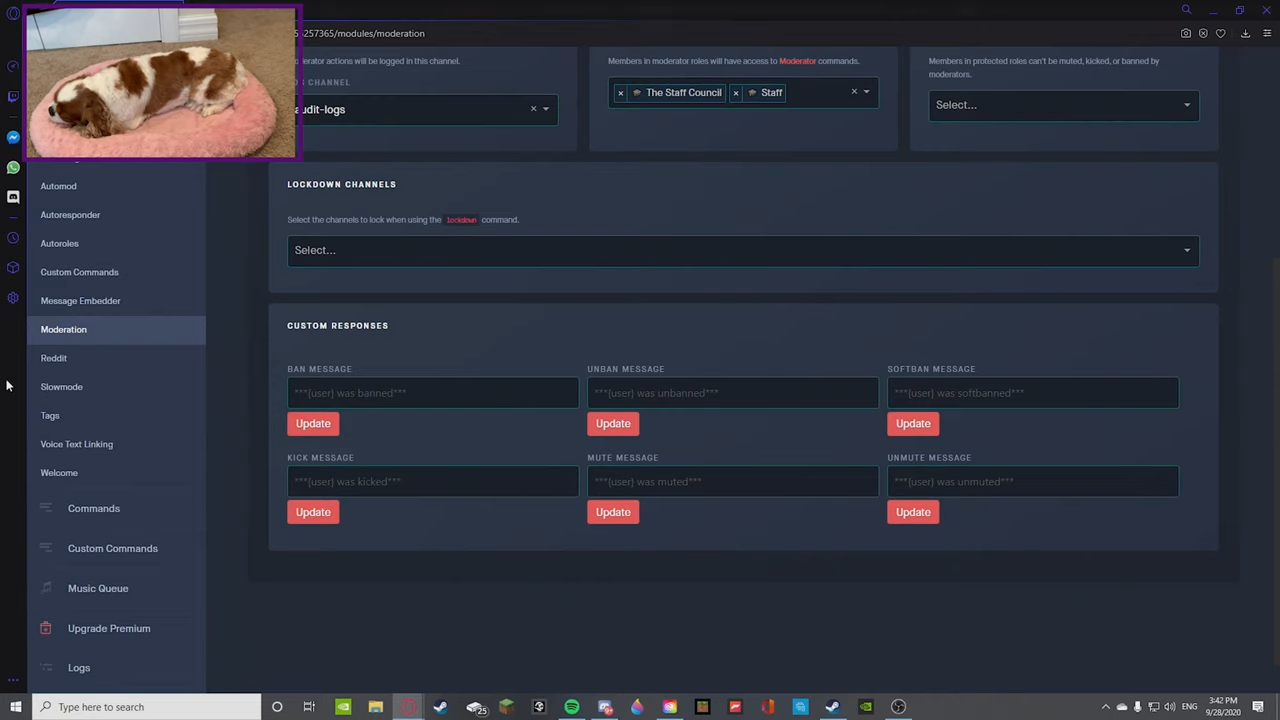 257365/modules/moderation
derator actions will be logged in this channel.
Members in moderator roles will have access to Moderator commands.
Members in protected roles can't be muted, kicked, or banned by
moderators.
CHANNEL
audit-logs
× The Staff Council × Staff
Select...
Automod
Autoresponder
Autoroles
Custom Commands
Message Embedder
Moderation
Reddit
Slowmode
Tags
Voice Text Linking
Welcome
Commands
Custom Commands
Music Queue
Upgrade Premium
Logs
LOCKDOWN CHANNELS
Select the channels to lock when using the lockdown command.
Select...
CUSTOM RESPONSES
BAN MESSAGE
***{user} was banned***
Update
UNBAN MESSAGE
***{user} was unbanned***
Update
SOFTBAN MESSAGE
***{user} was softbanned***
Update
KICK MESSAGE
***{user} was kicked***
Update
MUTE MESSAGE
***{user} was muted***
Update
UNMUTE MESSAGE
***{user} was unmuted***
Update
Type here to search
25
3:42 PM
9/28/2020